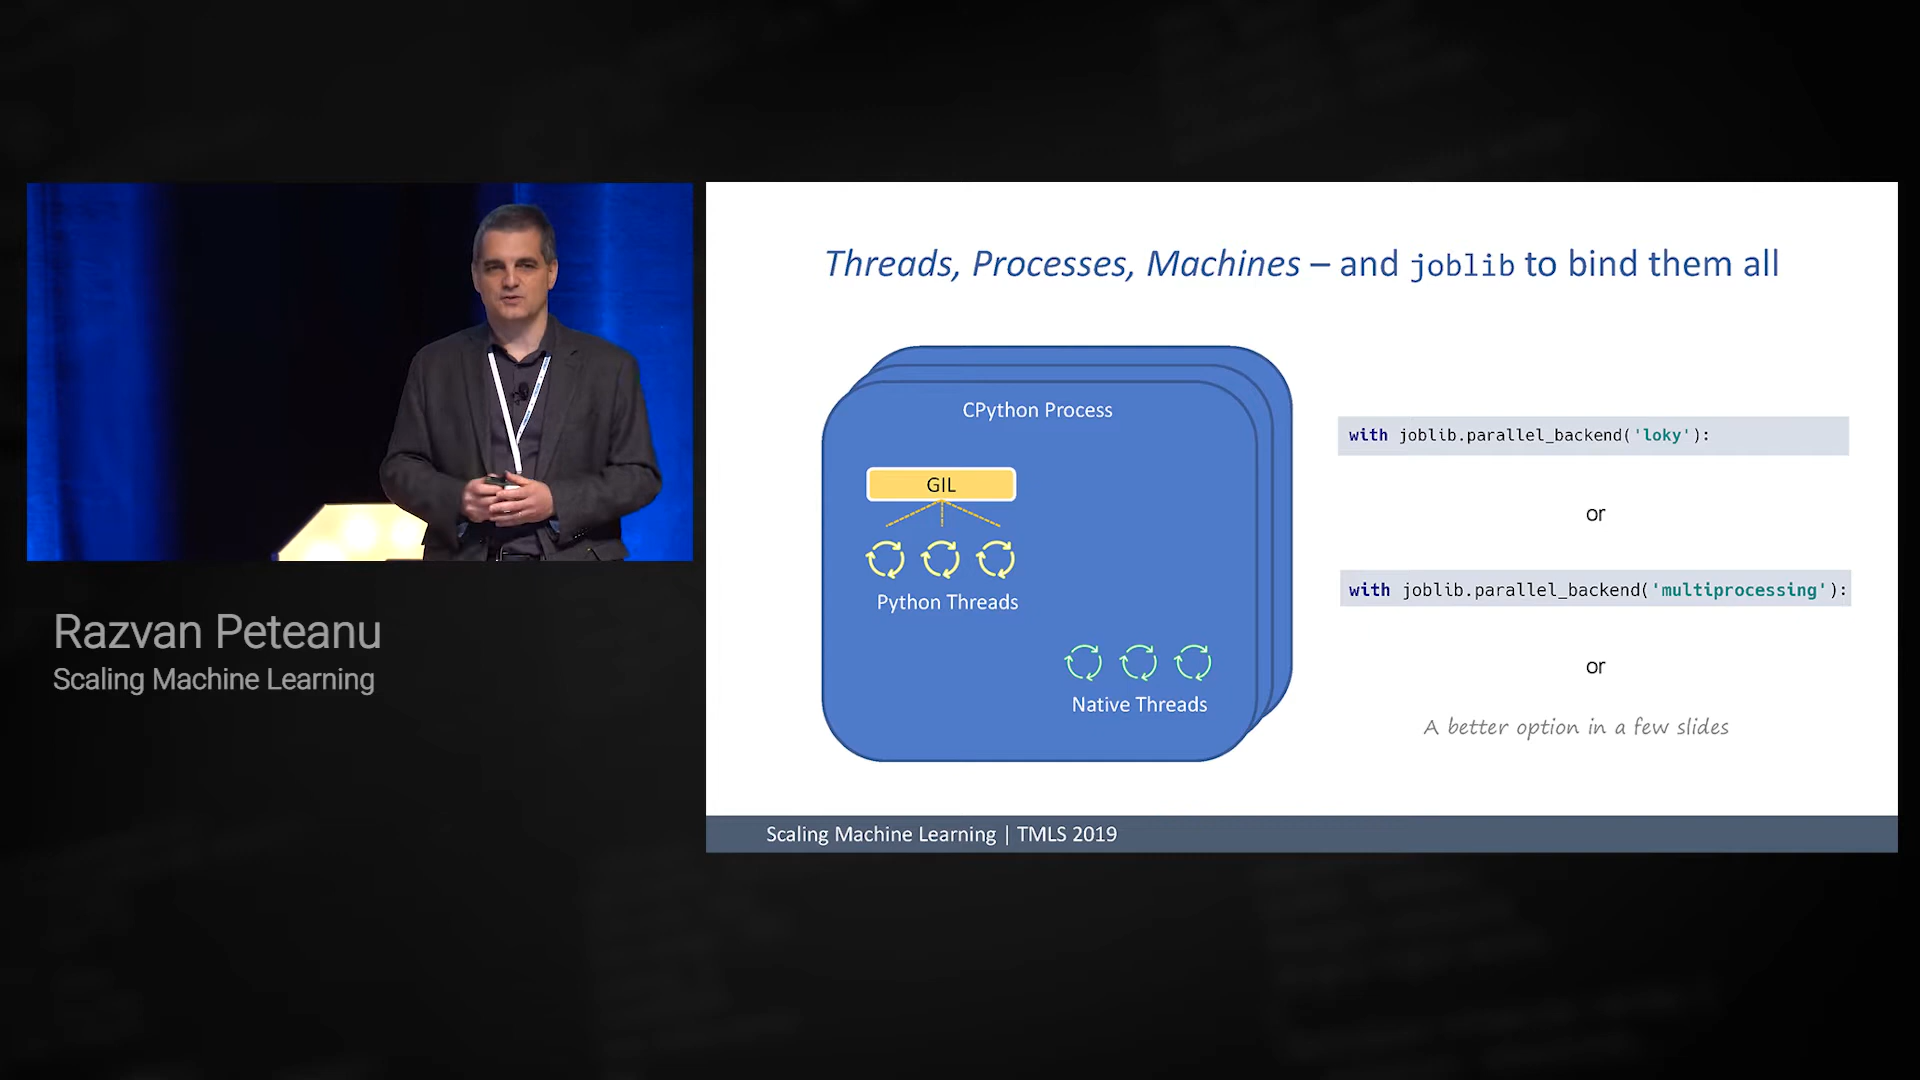 Razvan Peteanu
Scaling Machine Learning
Threads, Processes, Machines – and joblib to bind them all
CPython Process
GIL
Python Threads
Native Threads
with joblib.parallel_backend('loky'):
or
with joblib.parallel_backend('multiprocessing'):
or
A better option in a few slides
Scaling Machine Learning | TMLS 2019